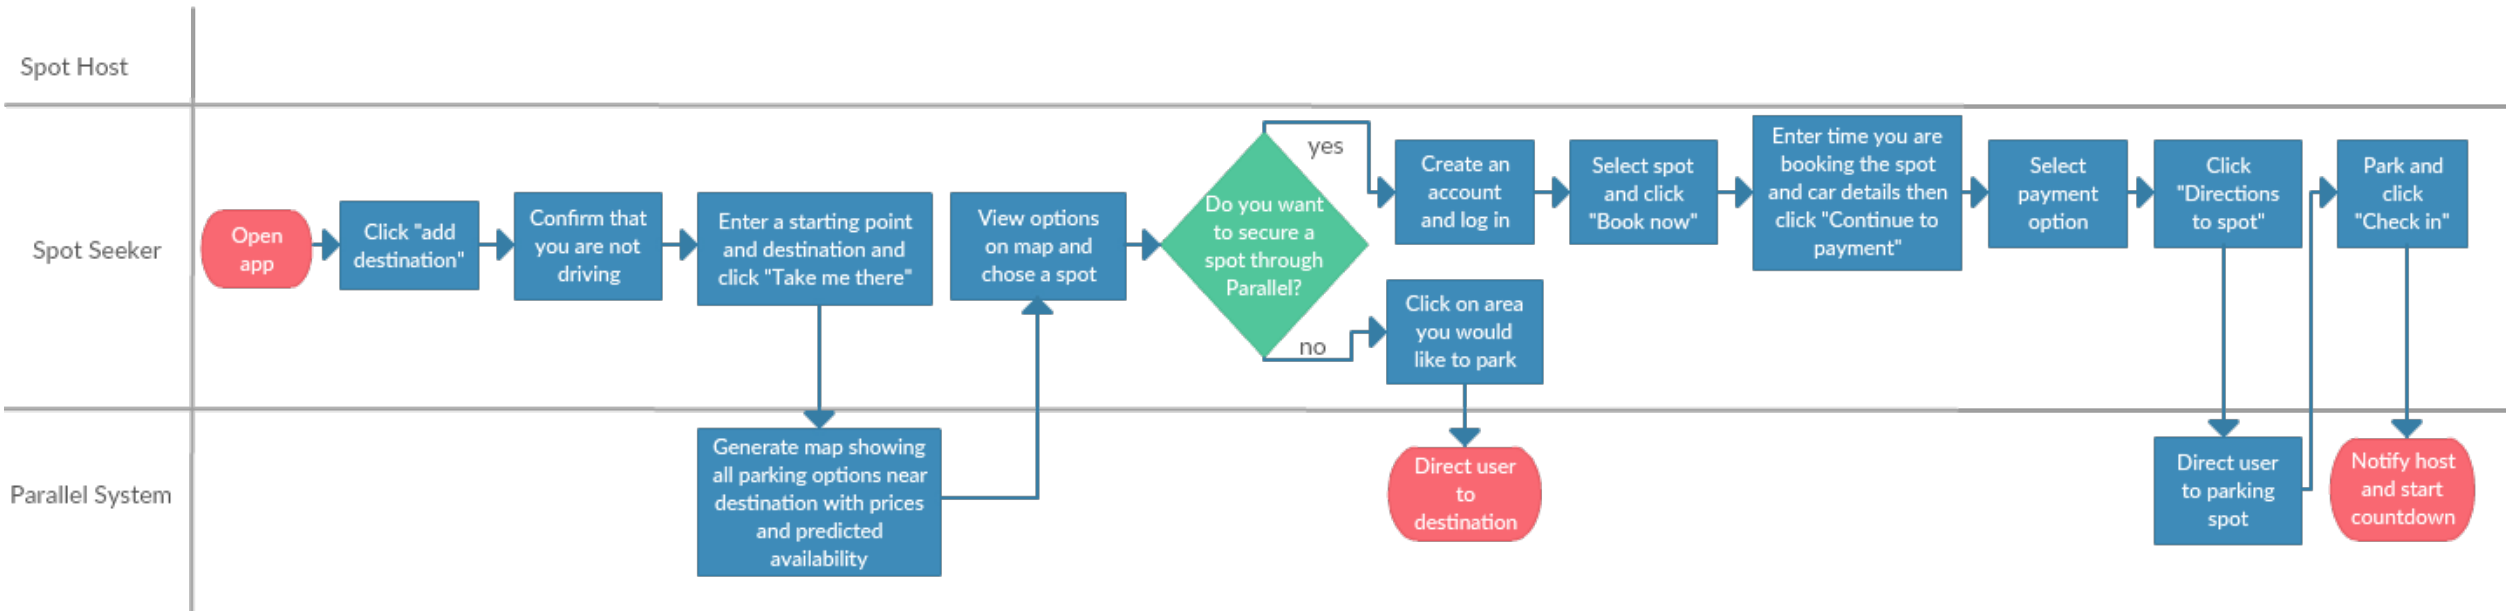 Spot Host
Spot Seeker
Open
app
Click "add
destination"
Confirm that
you are not
driving
Enter a starting point
and destination and
click "Take me there"
View options
on map and
chose a spot
Do you want
to secure a
spot through
Parallel?
yes
no
Create an
account
and log in
Select spot
and click
"Book now"
Enter time you are
booking the spot
and car details then
click "Continue to
payment"
Select
payment
option
Click
"Directions
to spot"
Park and
click
"Check in"
Click on area
you would
like to park
Parallel System
Generate map showing
all parking options near
destination with prices
and predicted
availability
Direct user
to
destination
Direct user
to parking
spot
Notify host
and start
countdown